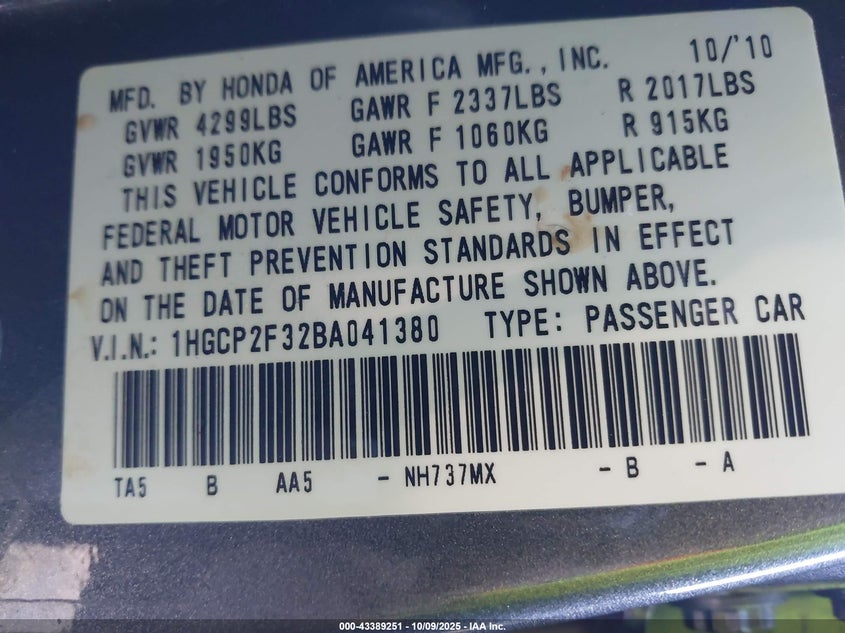 MFD. BY HONDA OF AMERICA MFG., INC. 10/'10
GVWR 4299LBS GAWR F 2337LBS R 2017LBS
GVWR 1950KG GAWR F 1060KG R 915KG
THIS VEHICLE CONFORMS TO ALL APPLICABLE
FEDERAL MOTOR VEHICLE SAFETY, BUMPER,
AND THEFT PREVENTION STANDARDS IN EFFECT
ON THE DATE OF MANUFACTURE SHOWN ABOVE.
V.I.N.: 1HGCP2F32BA041380 TYPE: PASSENGER CAR
TA5 B AA5 - NH737MX - B - A
000-43389251 - 10/09/2025 - IAA Inc.